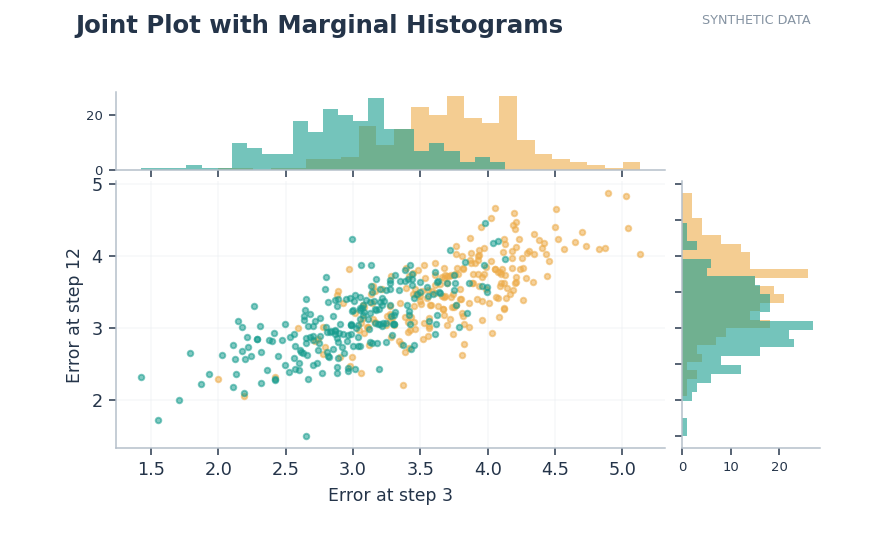 Joint Plot with Marginal Histograms
SYNTHETIC DATA
20
0
5
4
3
2
Error at step 12
1.5 2.0 2.5 3.0 3.5 4.0 4.5 5.0
Error at step 3
0 10 20